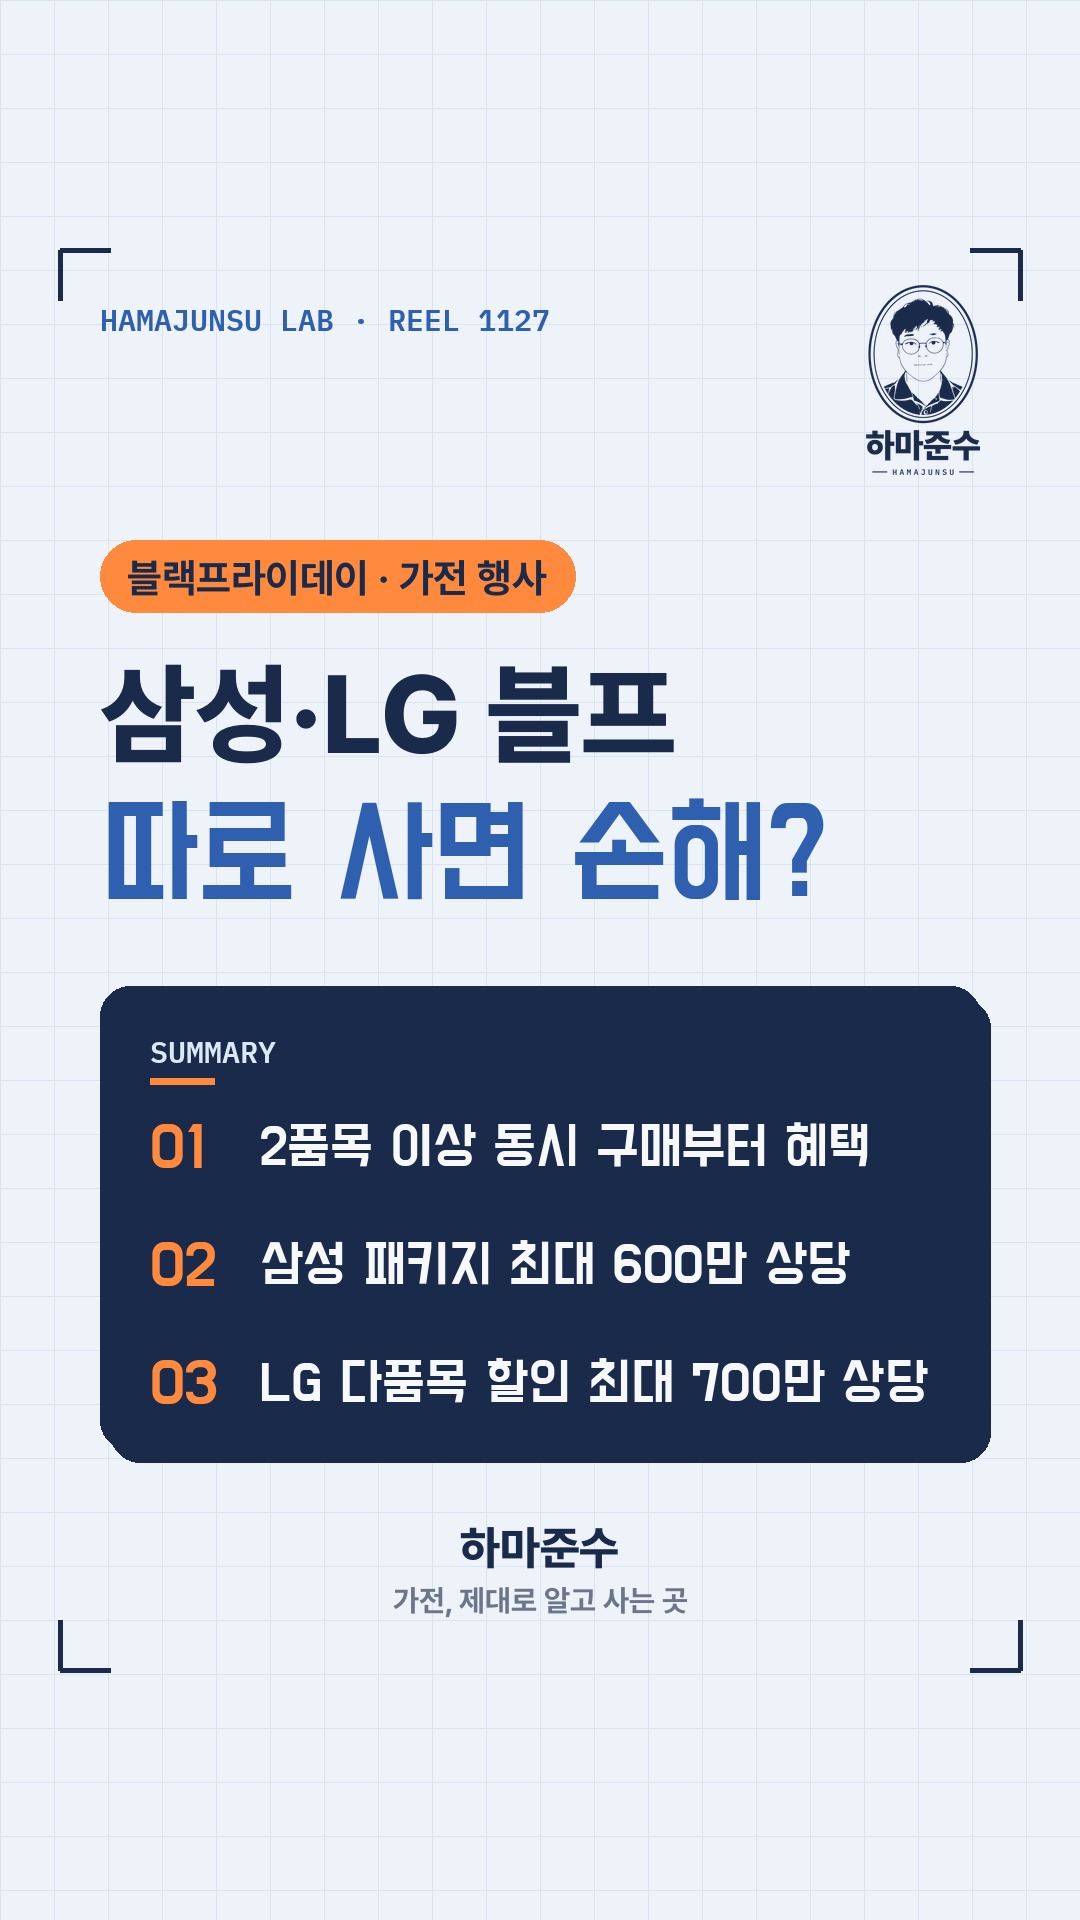 HAMAJUNSU LAB · REEL 1127
하마준수
HAMAJUNSU
블랙프라이데이 · 가전 행사
삼성·LG 블프
따로 사면 손해?
SUMMARY
01 2품목 이상 동시 구매부터 혜택
02 삼성 패키지 최대 600만 상당
03 LG 다품목 할인 최대 700만 상당
하마준수
가전, 제대로 알고 사는 곳